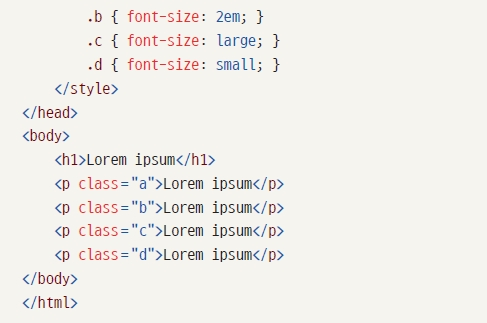 .b { font-size: 2em; }
.c { font-size: large; }
.d { font-size: small; }
</style>
</head>
<body>
<h1>Lorem ipsum</h1>
<p class="a">Lorem ipsum</p>
<p class="b">Lorem ipsum</p>
<p class="c">Lorem ipsum</p>
<p class="d">Lorem ipsum</p>
</body>
</html>